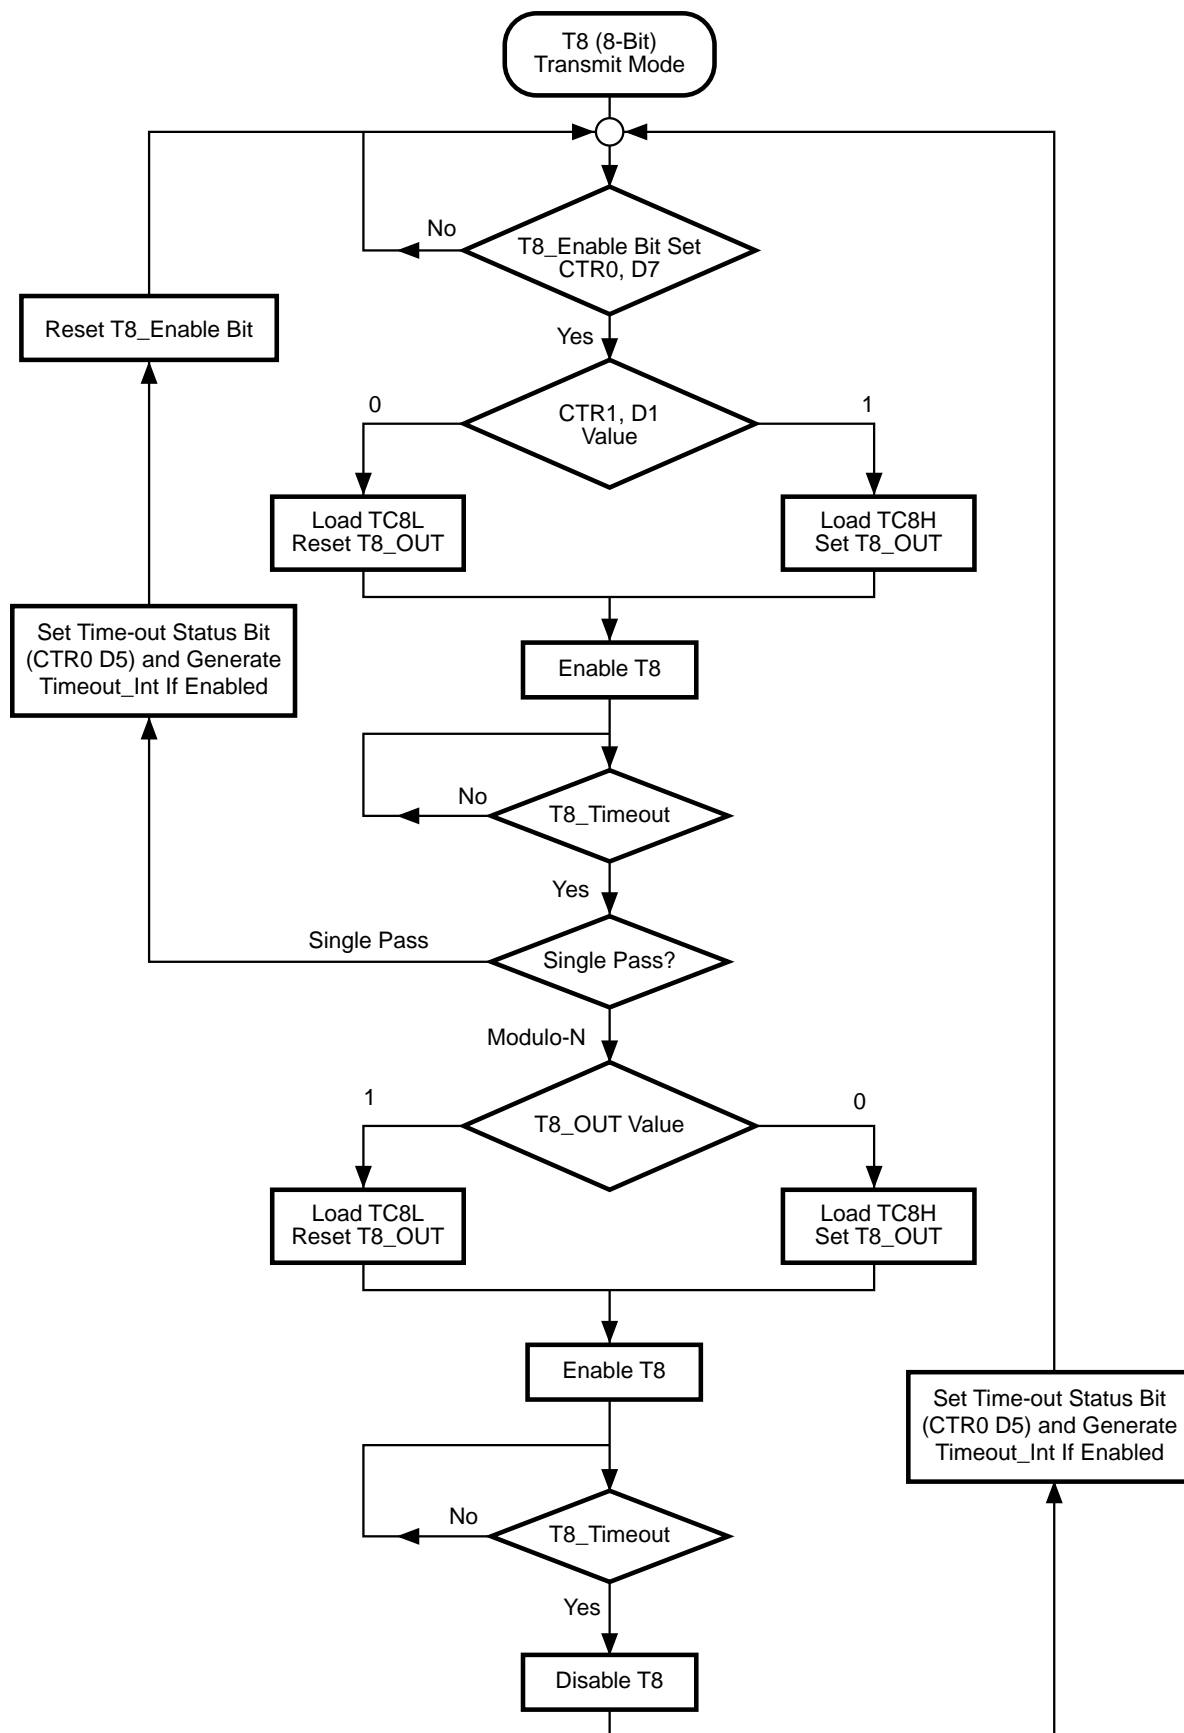 T8 (8-Bit)
Transmit Mode
No
T8_Enable Bit Set
CTR0, D7
Reset T8_Enable Bit
Yes
0
CTR1, D1
Value
1
Load TC8L
Reset T8_OUT
Load TC8H
Set T8_OUT
Set Time-out Status Bit
(CTR0 D5) and Generate
Timeout_Int If Enabled
Enable T8
No
T8_Timeout
Yes
Single Pass
Single Pass?
Modulo-N
1
T8_OUT Value
0
Load TC8L
Reset T8_OUT
Load TC8H
Set T8_OUT
Enable T8
Set Time-out Status Bit
(CTR0 D5) and Generate
Timeout_Int If Enabled
No
T8_Timeout
Yes
Disable T8